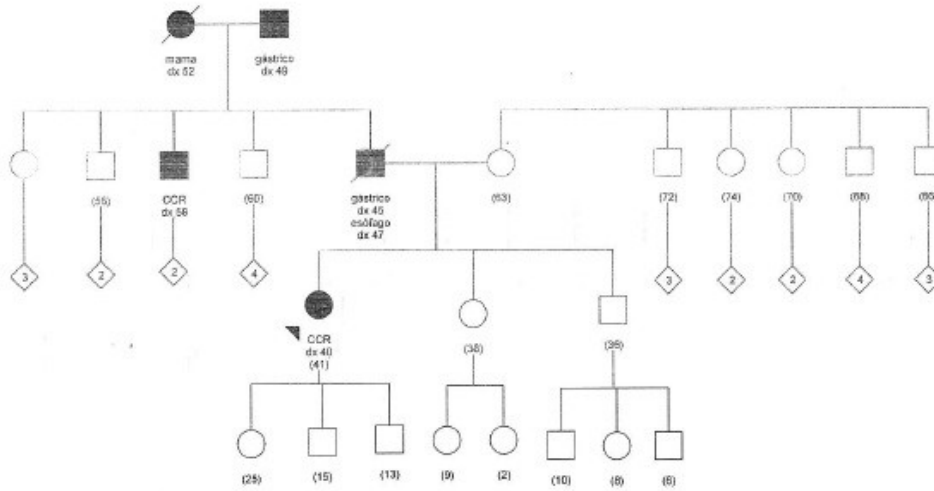 mama
dx 52
gástrico
dx 49
(55)
CCR
dx 56
(60)
gástrico
dx 45
esófago
dx 47
(63)
(72)
(74)
(70)
(68)
3
2
2
4
3
2
2
4
3
CCR
dx 40
(41)
(38)
(36)
(25)
(15)
(13)
(9)
(2)
(10)
(8)
(6)